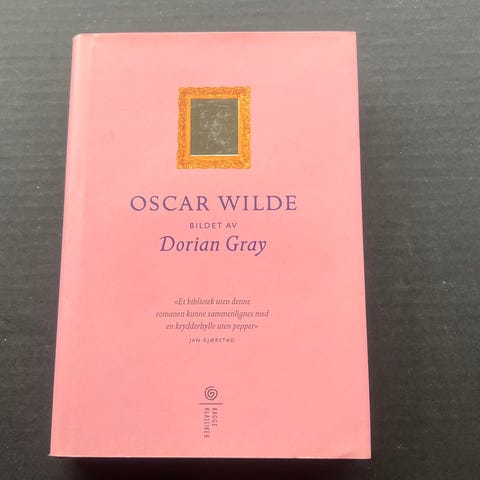 OSCAR WILDE
BILDET AV
Dorian Gray
«Et bibliotek uten denne
romanen kunne sammenlignes med
en krydderhylle uten pepper»
JAN KJÆRSTAD
KAGGE
KLASSIKER